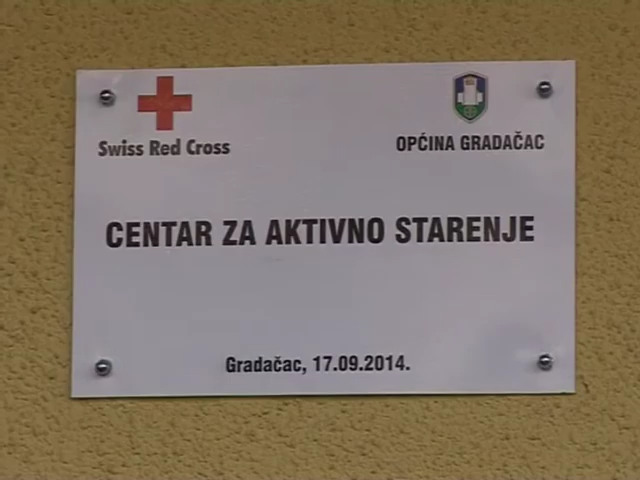 Swiss Red Cross
OPĆINA GRADAČAC
CENTAR ZA AKTIVNO STARENJE
Gradačac, 17.09.2014.